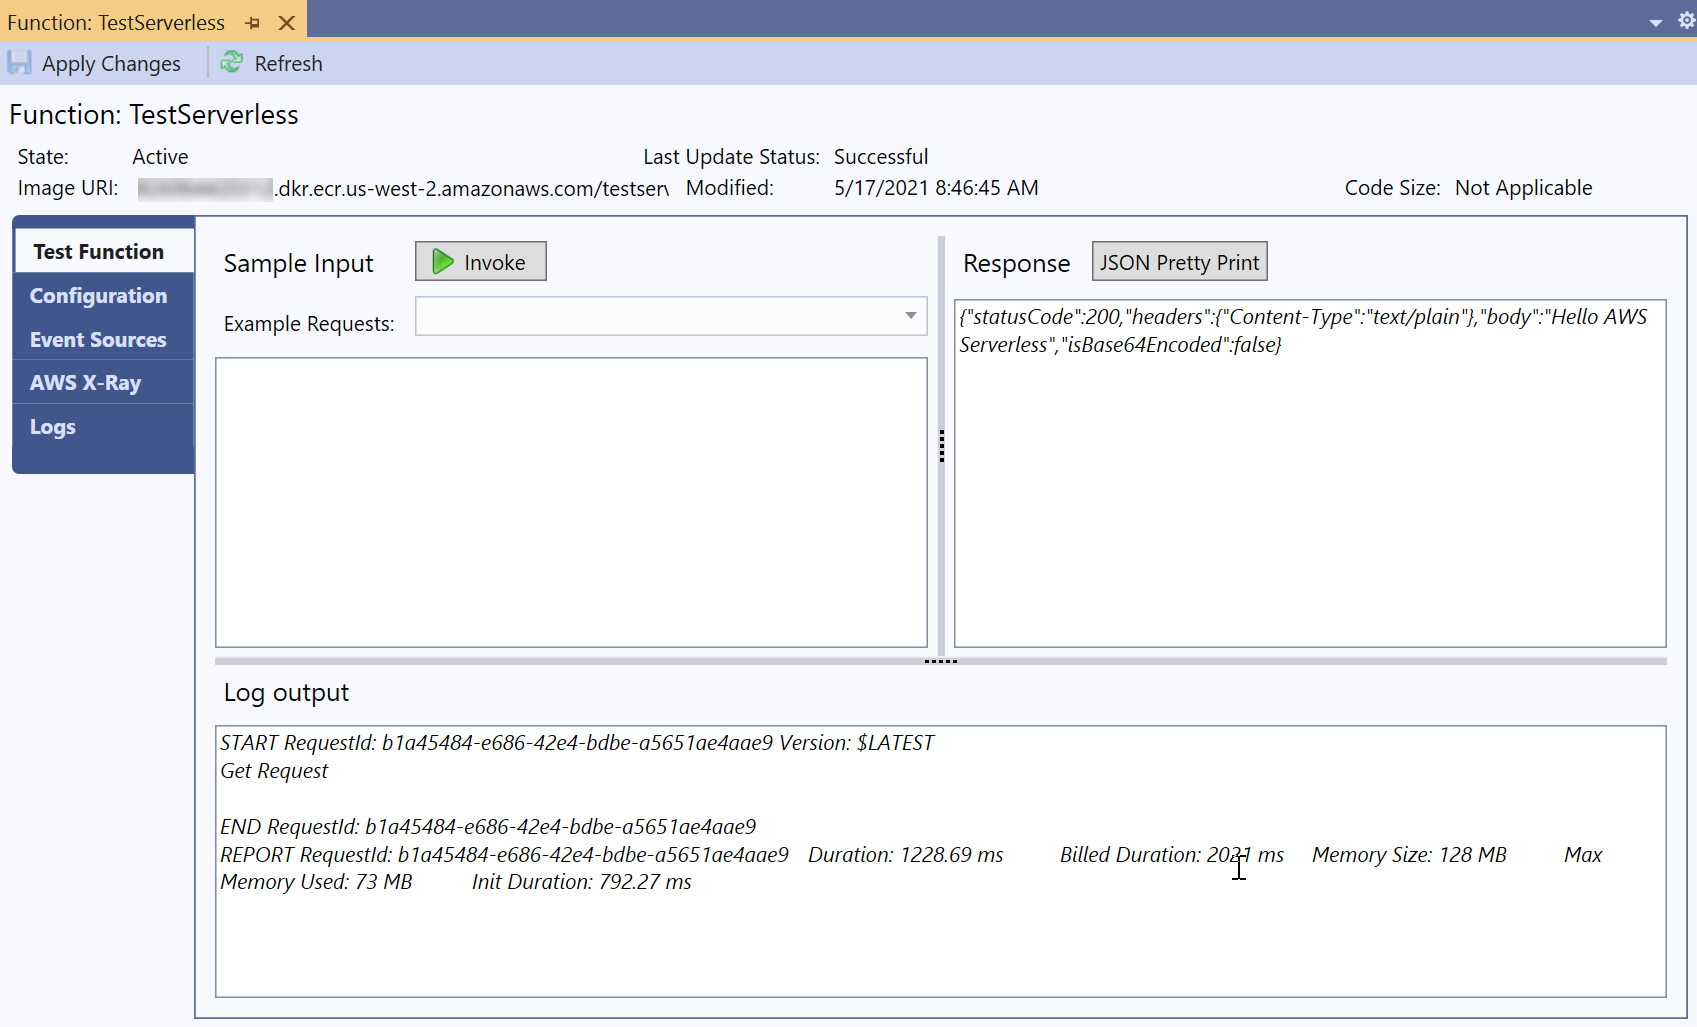 Function: TestServerless
Apply Changes
Refresh
Function: TestServerless
State: Active
Last Update Status: Successful
Image URI: .dkr.ecr.us-west-2.amazonaws.com/testserv
Modified: 5/17/2021 8:46:45 AM
Code Size: Not Applicable
Test Function
Configuration
Event Sources
AWS X-Ray
Logs
Sample Input
Invoke
Example Requests:
Response
JSON Pretty Print
{"statusCode":200,"headers":{"Content-Type":"text/plain"},"body":"Hello AWS
Serverless","isBase64Encoded":false}
Log output
START RequestId: b1a45484-e686-42e4-bdbe-a5651ae4aae9 Version: $LATEST
Get Request
END RequestId: b1a45484-e686-42e4-bdbe-a5651ae4aae9
REPORT RequestId: b1a45484-e686-42e4-bdbe-a5651ae4aae9 Duration: 1228.69 ms Billed Duration: 2021 ms Memory Size: 128 MB Max
Memory Used: 73 MB Init Duration: 792.27 ms